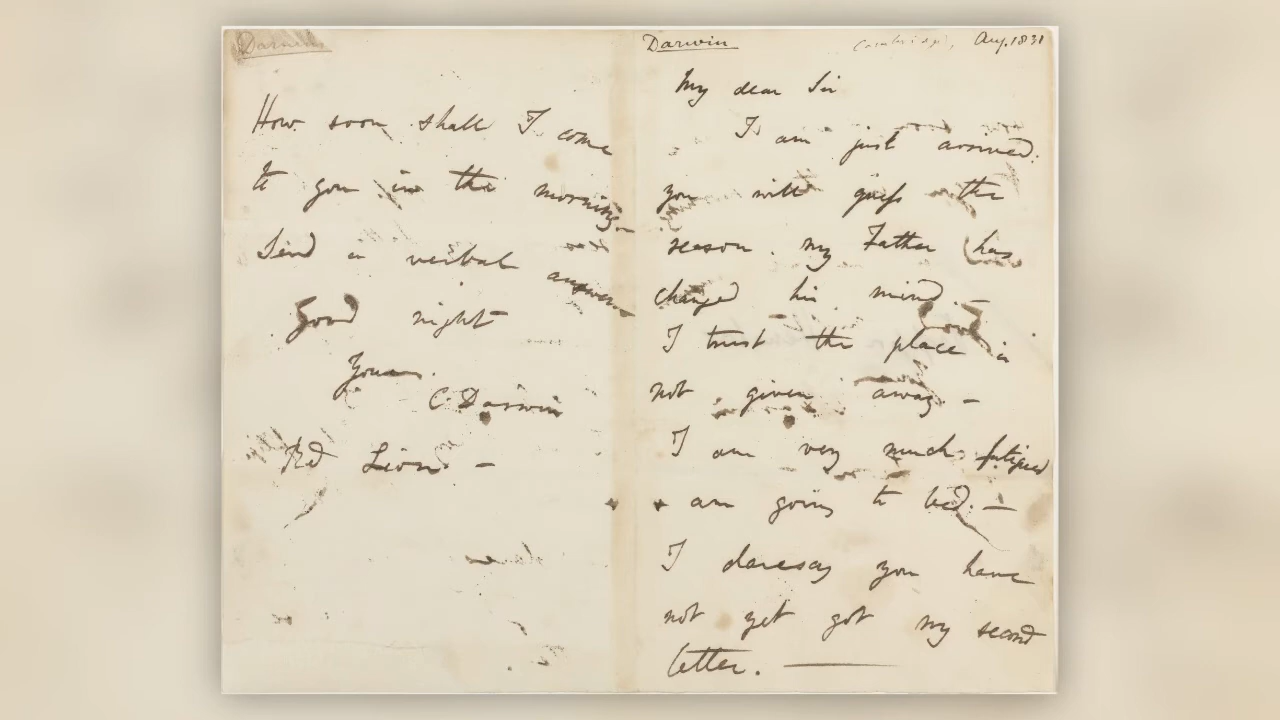 Darwin
Cambridge, Aug. 1831
My dear Sir
I am just arrived.
you will guess the
reason. my Father has
changed his mind. —
I trust the place is
not given away —
I am very much fatigued
+ am going to bed. —
I daresay you have
not yet got my second
letter. —
Darwin
How soon shall I come
to you in the morning.
Send a verbal answer
Good night
Yours.
C. Darwin
Red Lion —